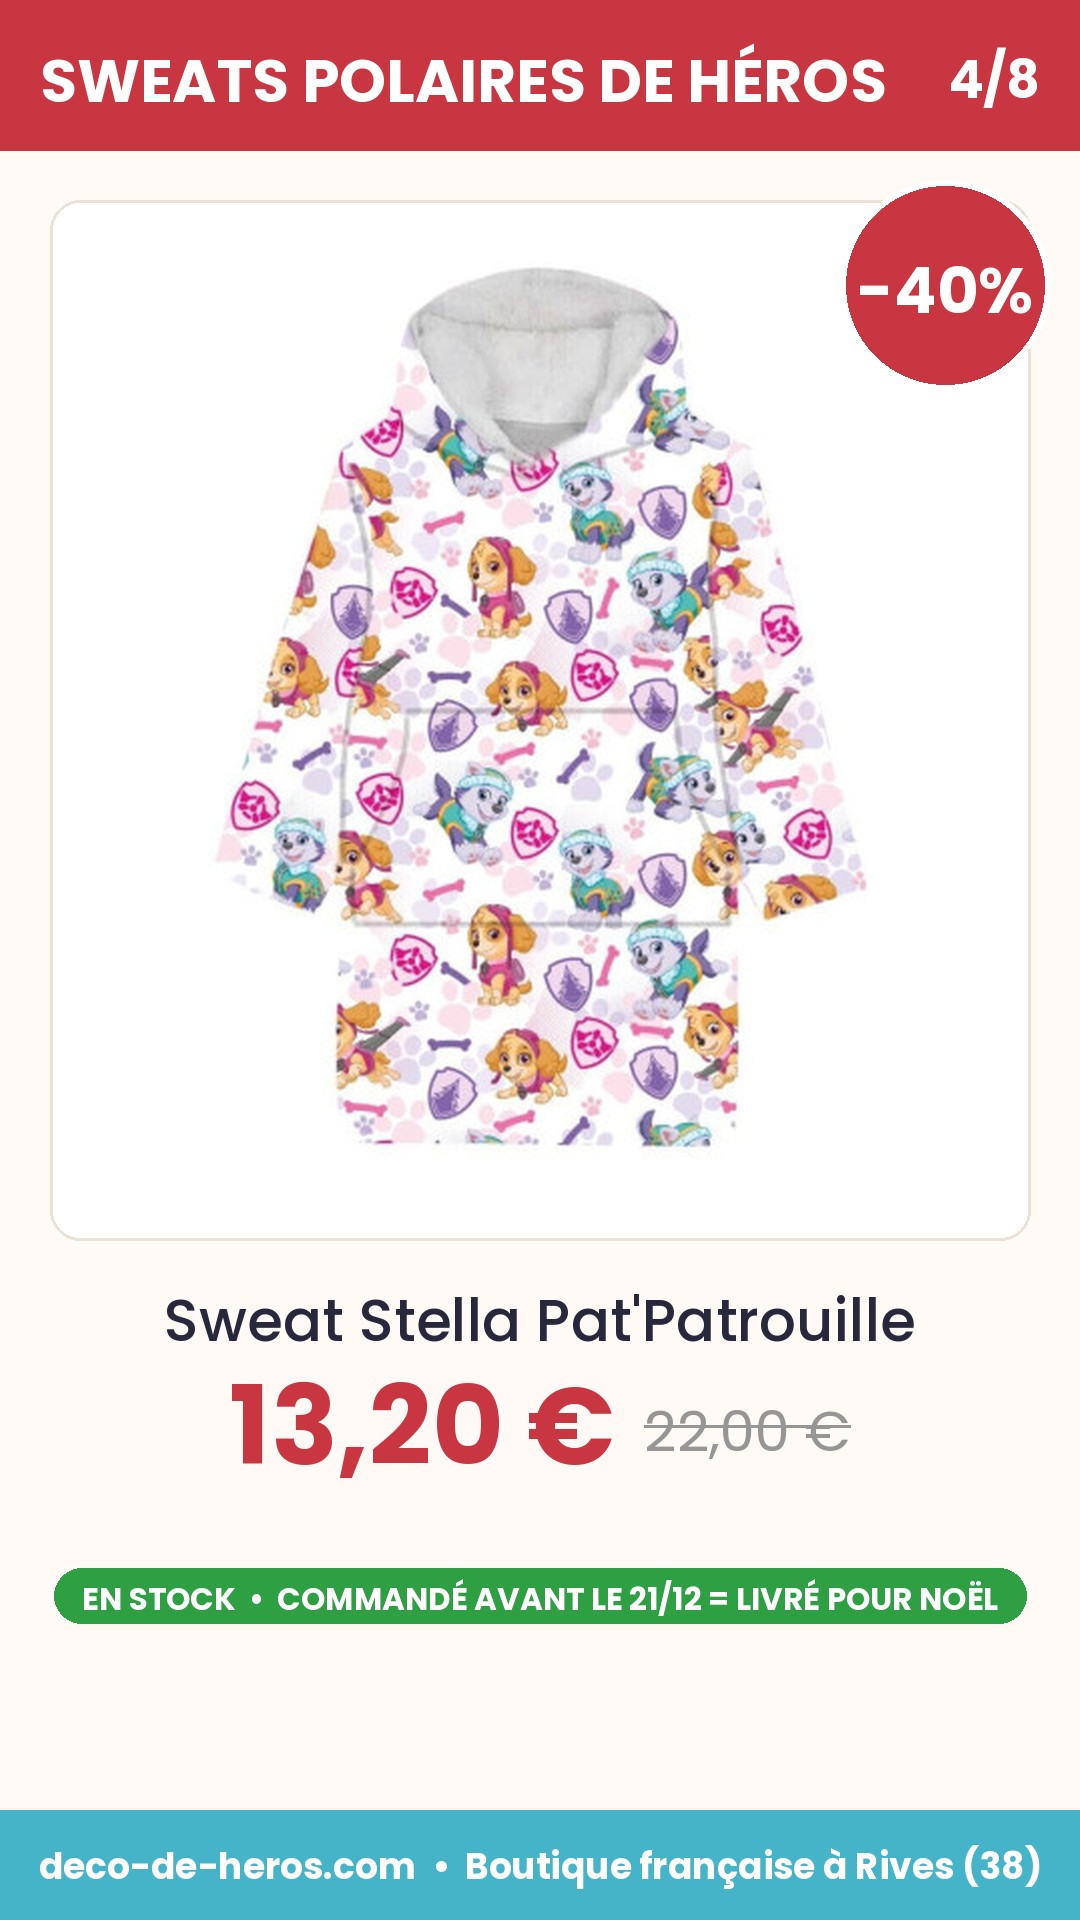 SWEATS POLAIRES DE HÉROS 4/8
-40%
Sweat Stella Pat'Patrouille
13,20 € 22,00 €
EN STOCK • COMMANDÉ AVANT LE 21/12 = LIVRÉ POUR NOËL
deco-de-heros.com • Boutique française à Rives (38)